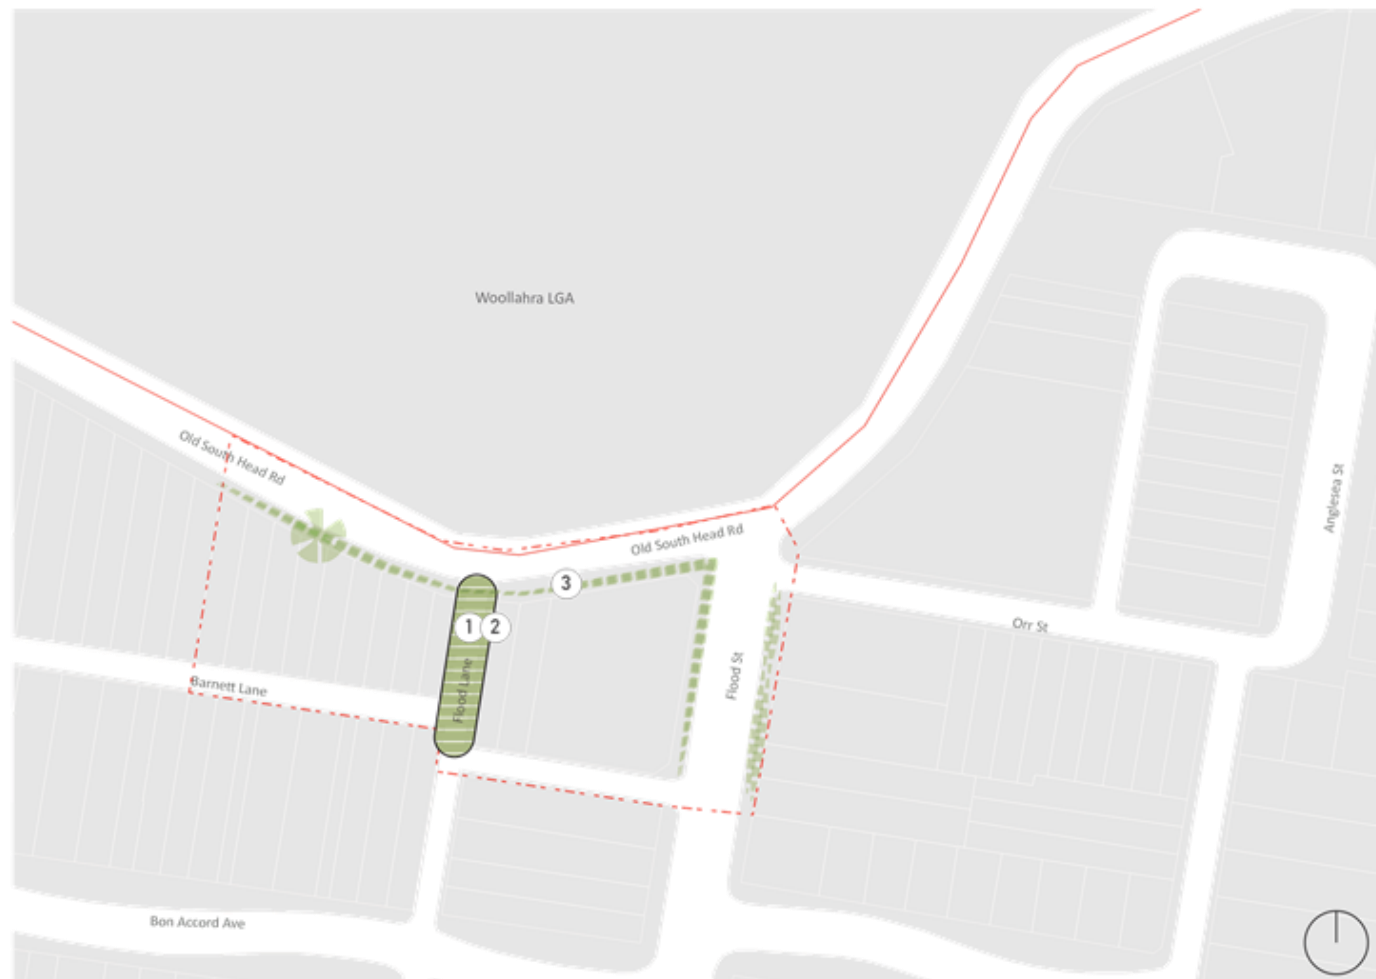 Woollahra LGA
Old South Head Rd
Anglesea St
Old South Head Rd
3
1
2
Orr St
Flood St
Barnett Lane
Flood Lane
Bon Accord Ave